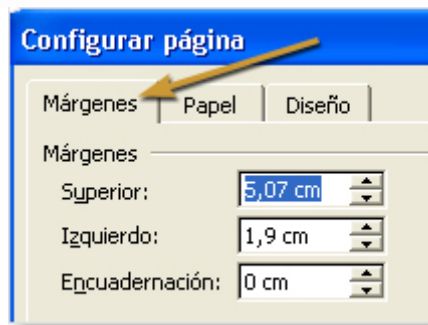 Configurar página
Márgenes Papel Diseño
Márgenes
Superior: 5,07 cm
Izquierdo: 1,9 cm
Encuadernación: 0 cm